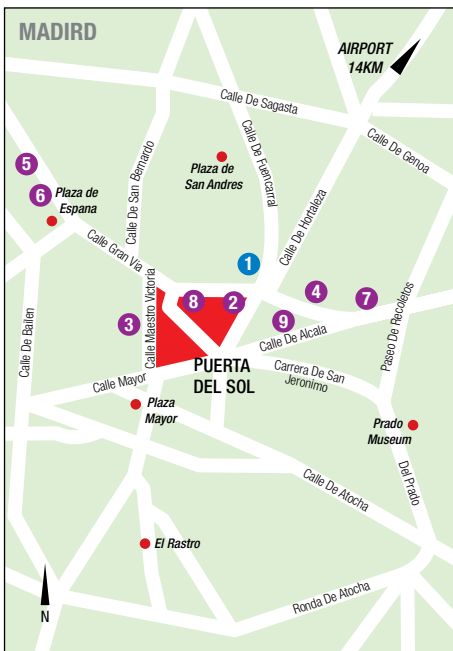 MADIRD
AIRPORT
14KM
Calle De Sagasta
Calle De Fuencarral
Calle De San Bernardo
Calle De Genoa
Plaza de
San Andres
Calle De Hortaleza
5
6
Plaza de
Espana
Calle Gran Via
1
4
7
8
2
3
9
Calle Maestro Victoria
Calle De Bailen
Calle De Alcala
Paseo De Recoletos
PUERTA
DEL SOL
Carrera De San
Jeronimo
Calle Mayor
Plaza
Mayor
Prado
Museum
Del Prado
Calle De Atocha
El Rastro
Ronda De Atocha
N